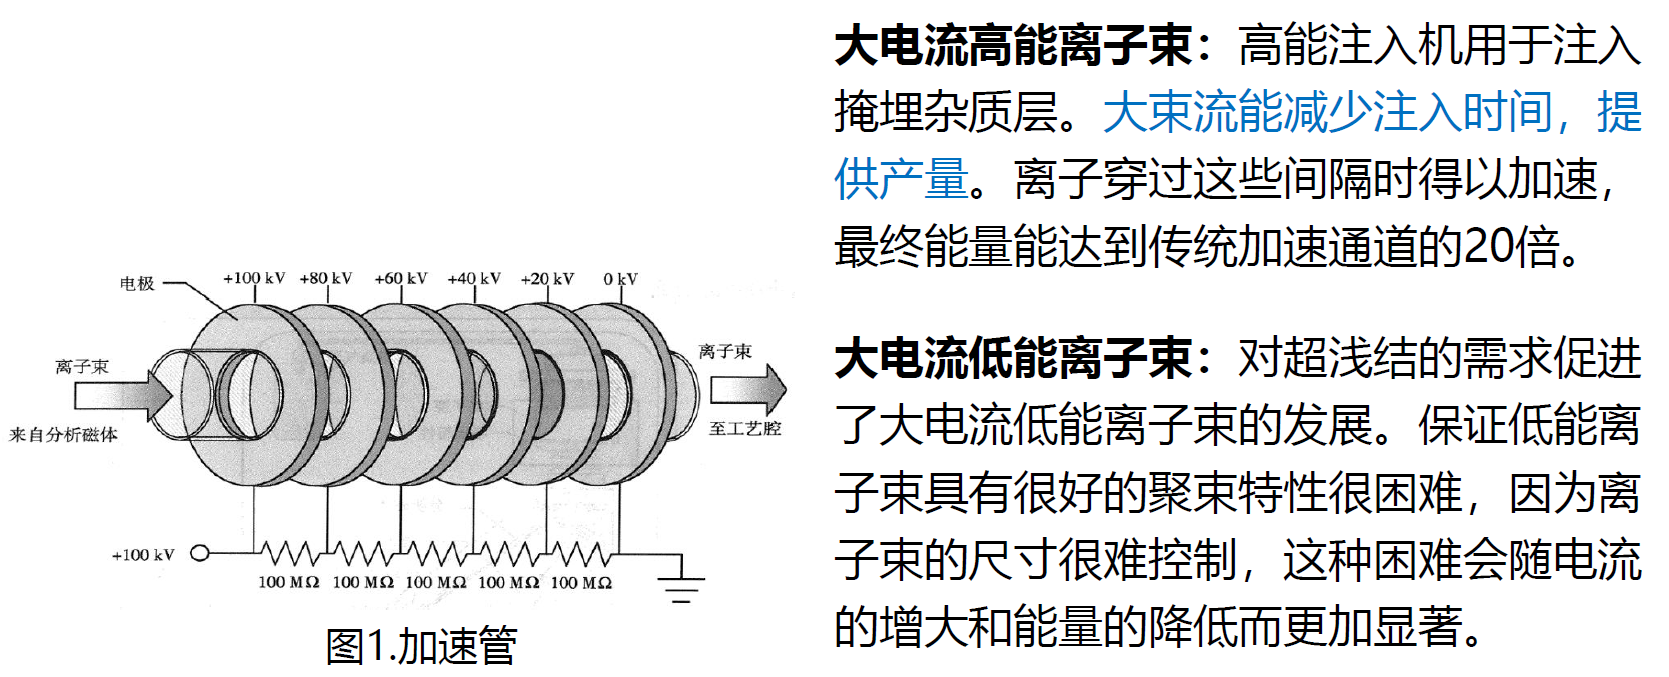 大电流高能离子束：高能注入机用于注入
掩埋杂质层。大束流能减少注入时间，提
供产量。离子穿过这些间隔时得以加速，
最终能量能达到传统加速通道的20倍。
大电流低能离子束：对超浅结的需求促进
了大电流低能离子束的发展。保证低能离
子束具有很好的聚束特性很困难，因为离
子束的尺寸很难控制，这种困难会随电流
的增大和能量的降低而更加显著。
电极
+100 kV +80 kV +60 kV +40 kV +20 kV 0 kV
离子束
来自分析磁体
离子束
至工艺腔
+100 kV
100 MΩ 100 MΩ 100 MΩ 100 MΩ 100 MΩ
图1.加速管